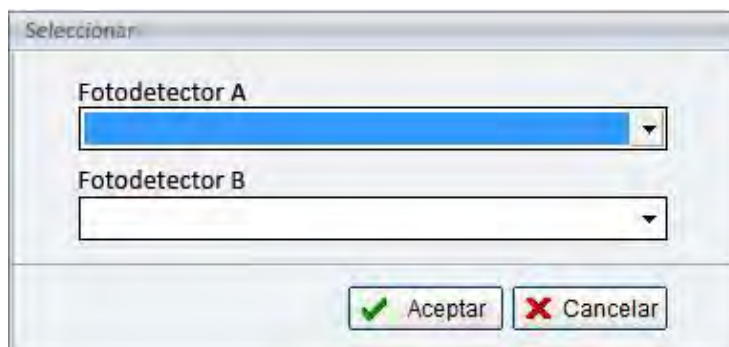 Seleccionar
Fotodetector A
Fotodetector B
Aceptar
Cancelar